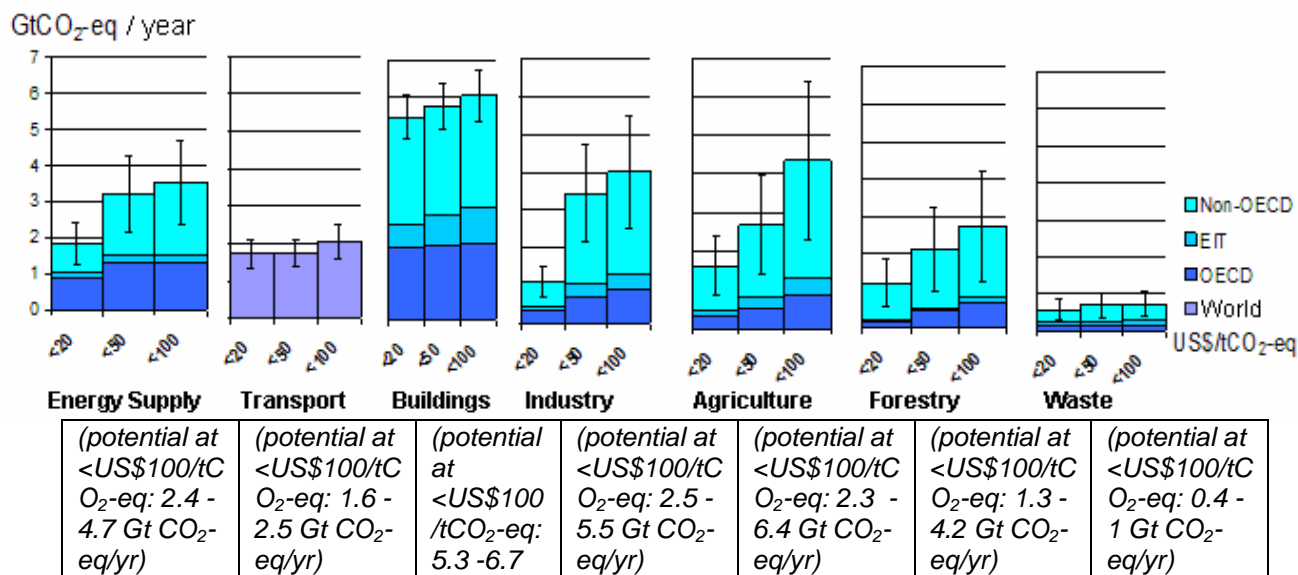 GtCO₂-eq / year
7
6
5
4
3
2
1
0
<20 <50 <100
<20 <50 <100
<20 <50 <100
<20 <50 <100
<20 <50 <100
<20 <50 <100
<20 <50 <100
Non-OECD
EIT
OECD
World
US$/tCO₂-eq
Energy Supply Transport Buildings Industry Agriculture Forestry Waste
(potential at
<US$100/tC
O₂-eq: 2.4 -
4.7 Gt CO₂-
eq/yr)
(potential at
<US$100/tC
O₂-eq: 1.6 -
2.5 Gt CO₂-
eq/yr)
(potential
at
<US$100
/tCO₂-eq:
5.3 -6.7
(potential at
<US$100/tC
O₂-eq: 2.5 -
5.5 Gt CO₂-
eq/yr)
(potential at
<US$100/tC
O₂-eq: 2.3 -
6.4 Gt CO₂-
eq/yr)
(potential at
<US$100/tC
O₂-eq: 1.3 -
4.2 Gt CO₂-
eq/yr)
(potential at
<US$100/tC
O₂-eq: 0.4 -
1 Gt CO₂-
eq/yr)